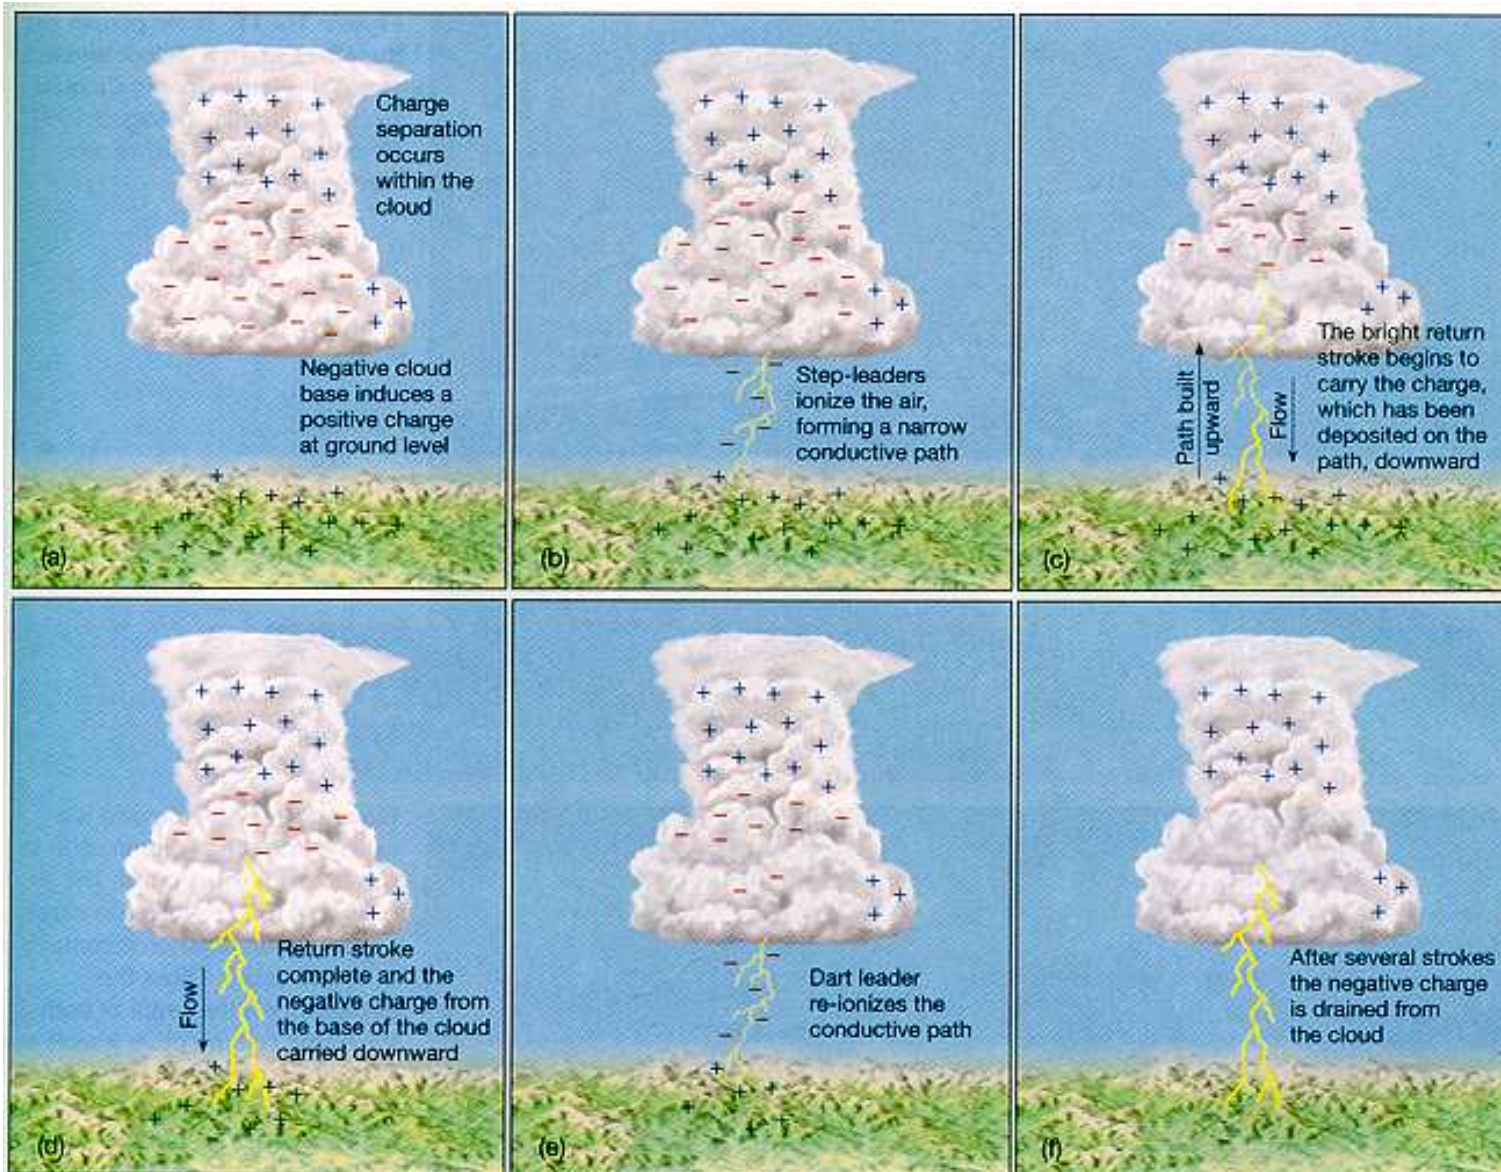 Charge
separation
occurs
within the
cloud
Negative cloud
base induces a
positive charge
at ground level
(a)
Step-leaders
ionize the air,
forming a narrow
conductive path
(b)
The bright return
stroke begins to
carry the charge,
which has been
deposited on the
path, downward
Path built
upward
Flow
(c)
Return stroke
complete and the
negative charge from
the base of the cloud
carried downward
Flow
(d)
Dart leader
re-ionizes the
conductive path
(e)
After several strokes
the negative charge
is drained from
the cloud
(f)